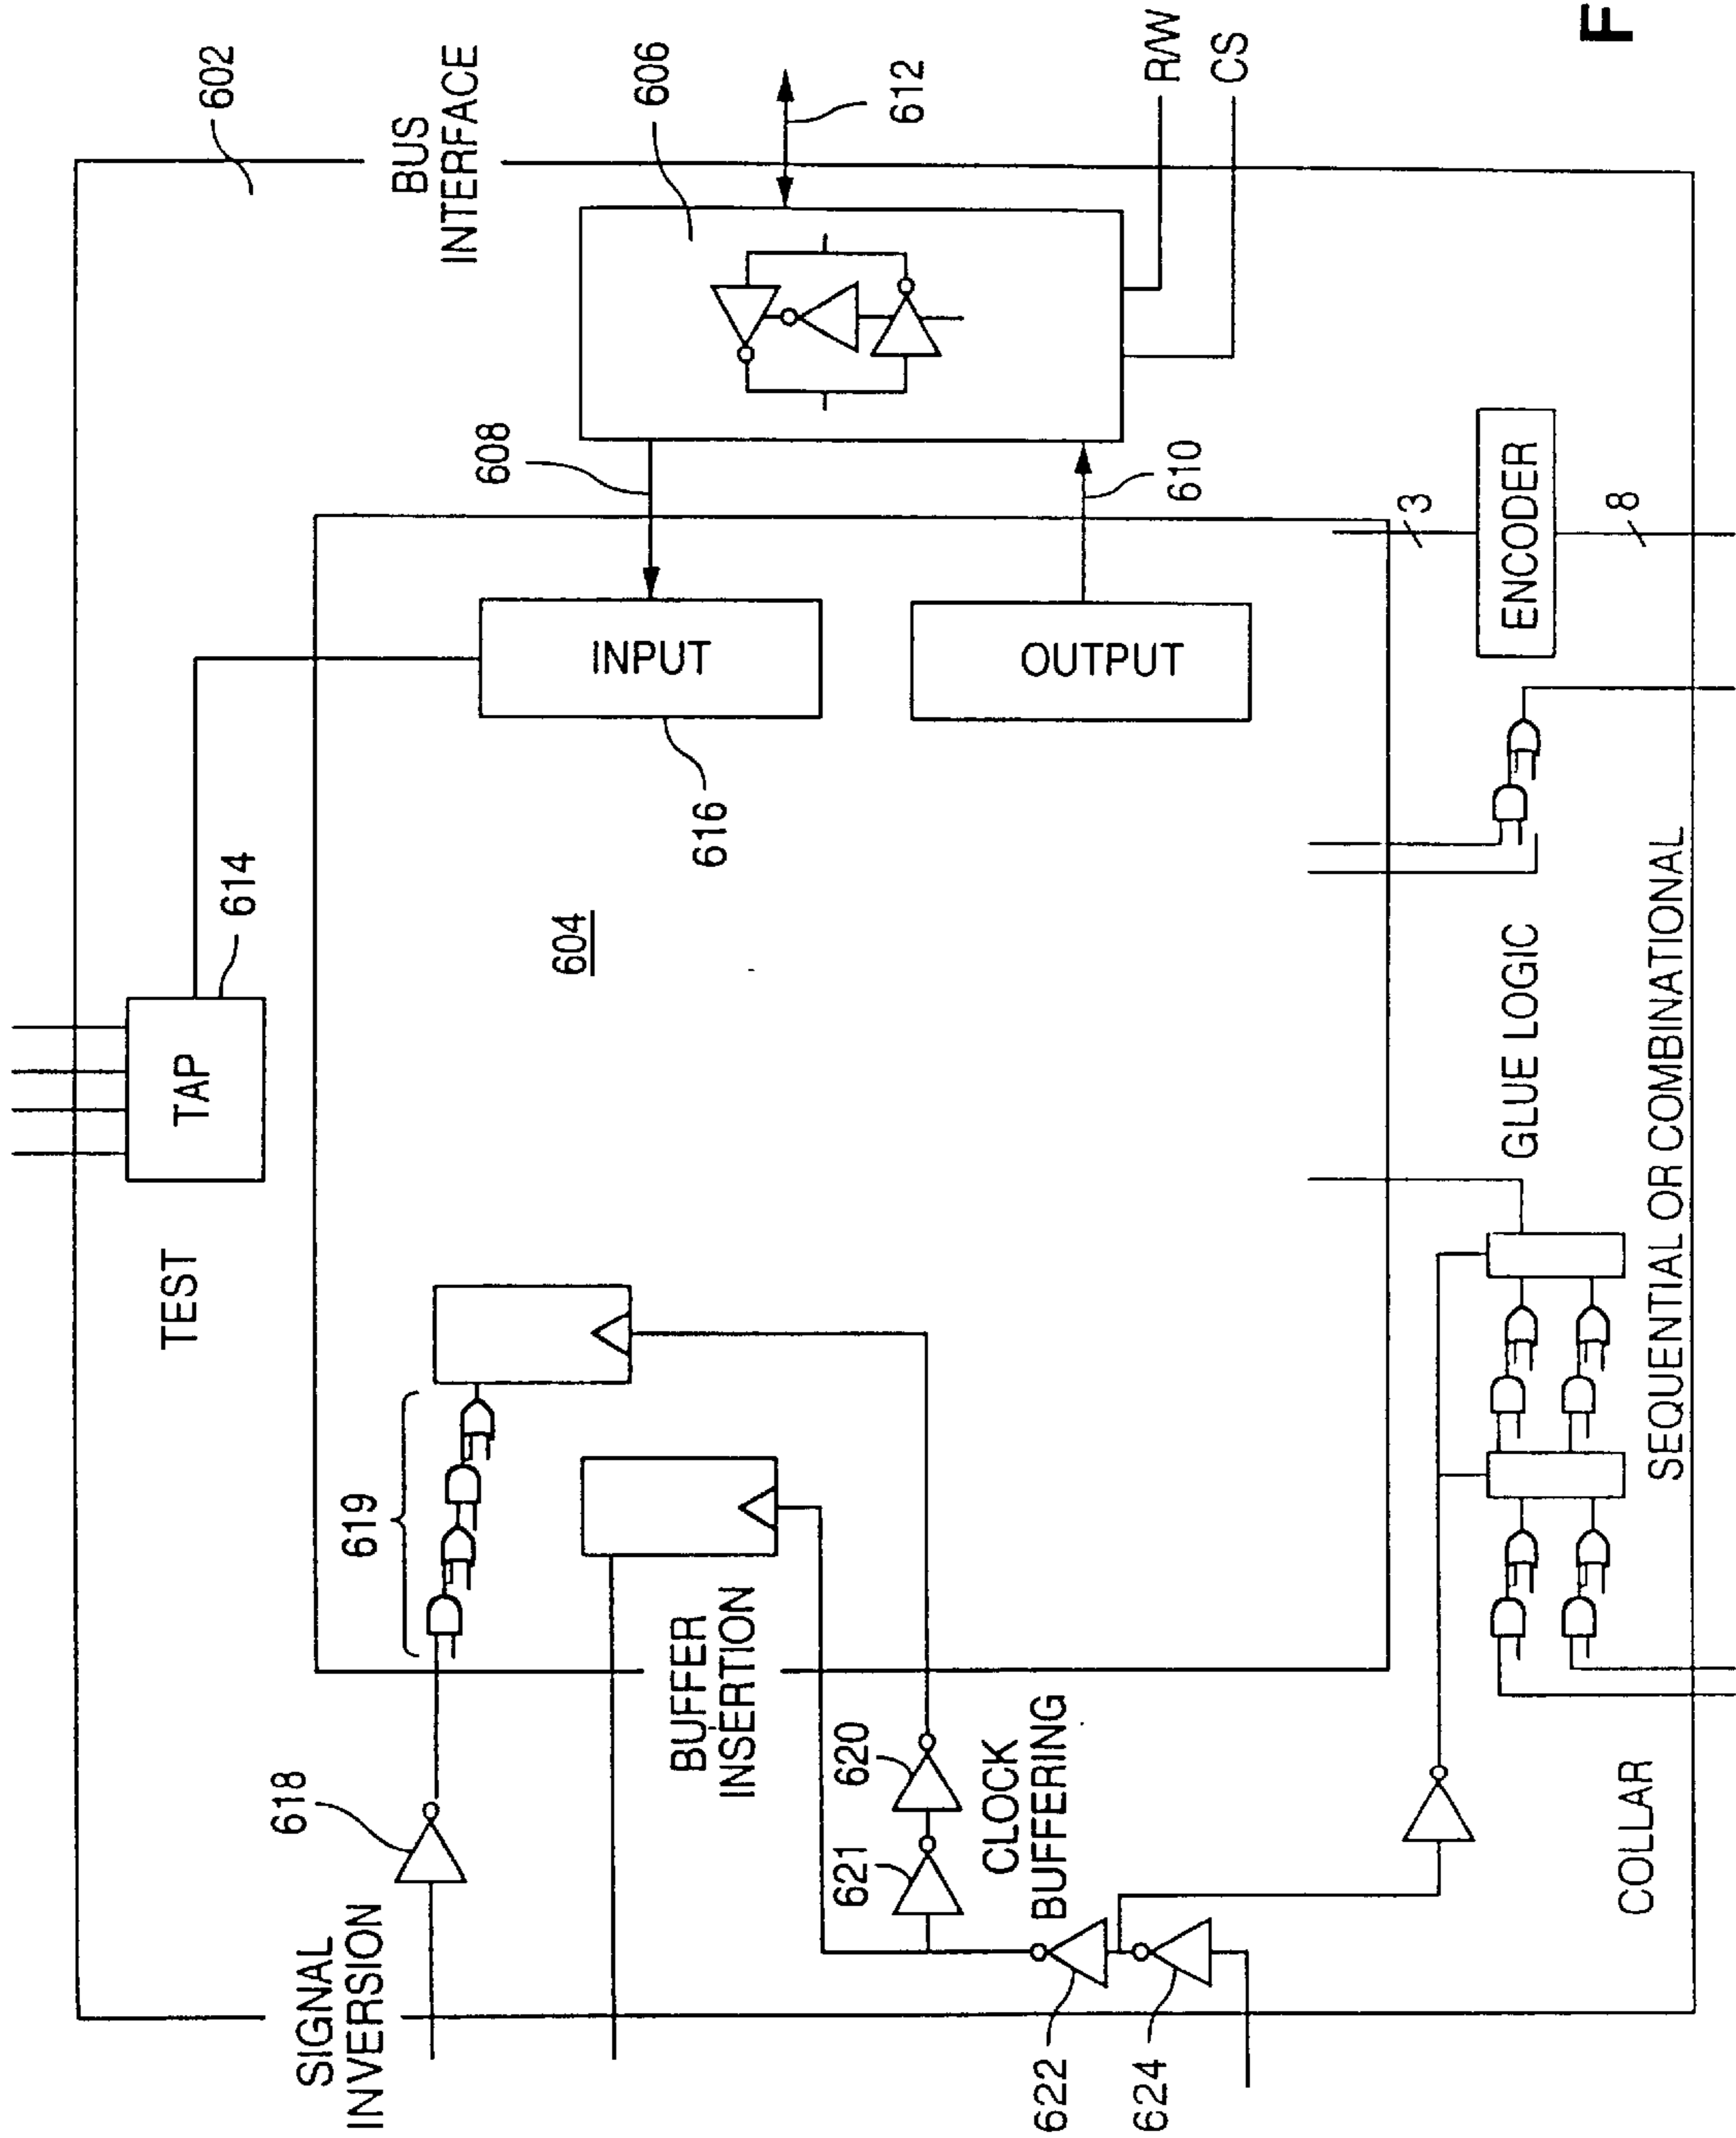 602
BUS
INTERFACE
606
612
R/W
CS
608
610
3
ENCODER
8
INPUT
OUTPUT
616
614
TAP
TEST
604
GLUE LOGIC
SEQUENTIAL OR COMBINATIONAL
619
BUFFER
INSERTION
618
SIGNAL
INVERSION
620
621
CLOCK
BUFFERING
622
624
COLLAR
F